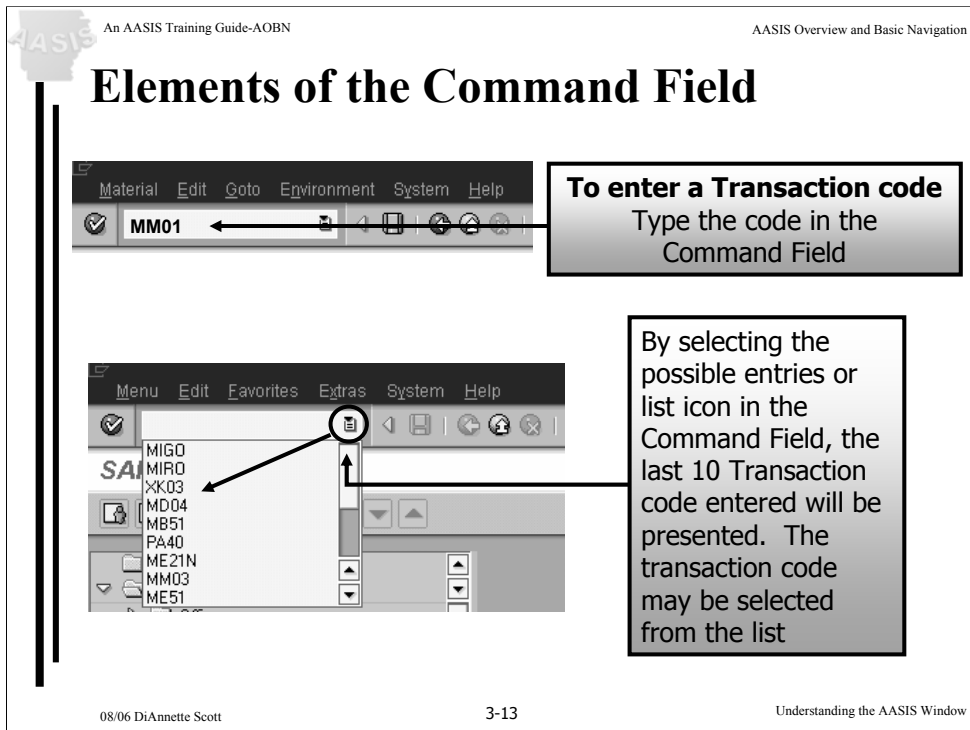 An AASIS Training Guide-AOBN
AASIS Overview and Basic Navigation
AASIS
Elements of the Command Field
Material Edit Goto Environment System Help
MM01
To enter a Transaction code
Type the code in the
Command Field
Menu Edit Favorites Extras System Help
MIGO
MIRO
XK03
MD04
MB51
PA40
ME21N
MM03
ME51
By selecting the
possible entries or
list icon in the
Command Field, the
last 10 Transaction
code entered will be
presented. The
transaction code
may be selected
from the list
08/06 DiAnnette Scott
3-13
Understanding the AASIS Window